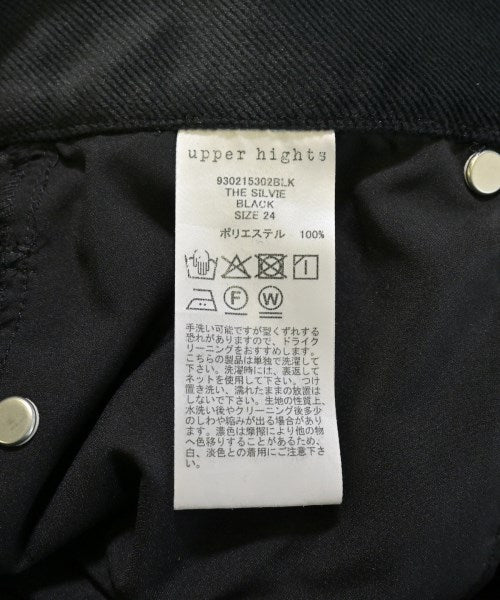 upper hights
930215302BLK
THE SILVIE
BLACK
SIZE 24
ポリエステル 100%
F W
手洗い可能ですが型くずれする
恐れがありますので、ドライク
リーニングをおすすめします。
こちらの製品は単独で洗濯して
下さい。洗濯時には、裏返して
ネットを使用して下さい。つけ
置き洗い、濡れたままの放置は
しないで下さい。生地の性質上、
水洗い後やクリーニング後多少
のしわや縮みが出る場合があり
ます。濃色は摩擦により他の物
へ色移りすることがあるため、
白、淡色との着用にご注意下さ
い。